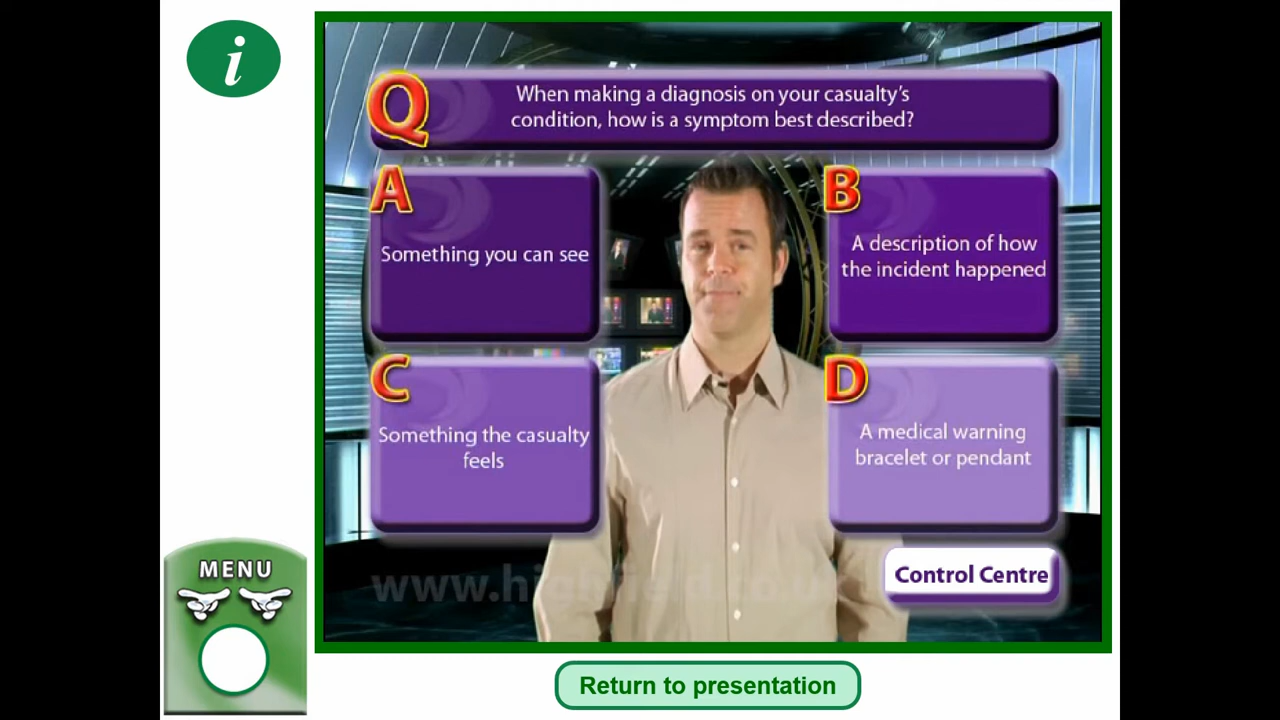 i
Q
When making a diagnosis on your casualty's
condition, how is a symptom best described?
A
Something you can see
B
A description of how
the incident happened
C
Something the casualty
feels
D
A medical warning
bracelet or pendant
Control Centre
MENU
Return to presentation